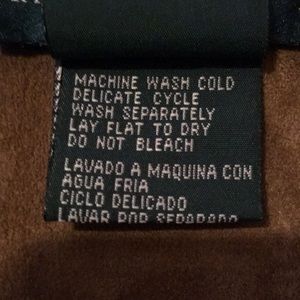 MACHINE WASH COLD
DELICATE CYCLE
WASH SEPARATELY
LAY FLAT TO DRY
DO NOT BLEACH
LAVADO A MAQUINA CON
AGUA FRIA
CICLO DELICADO
LAVAR POR SEPARADO